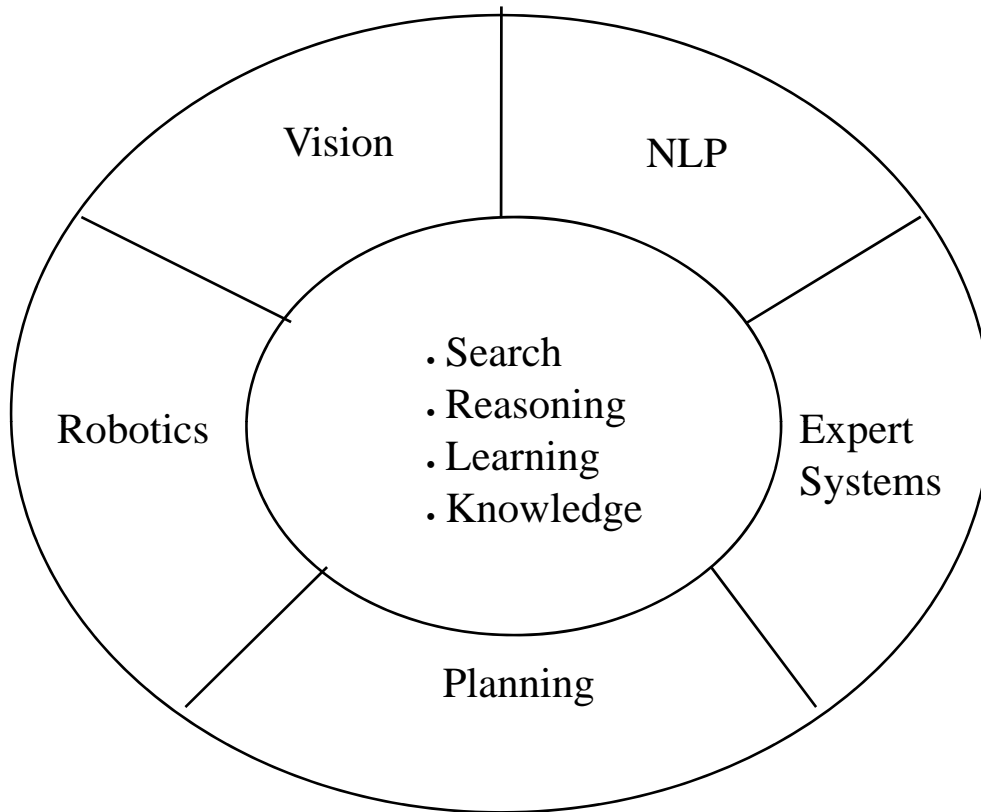 Vision
NLP
• Search
• Reasoning
• Learning
• Knowledge
Robotics
Expert
Systems
Planning